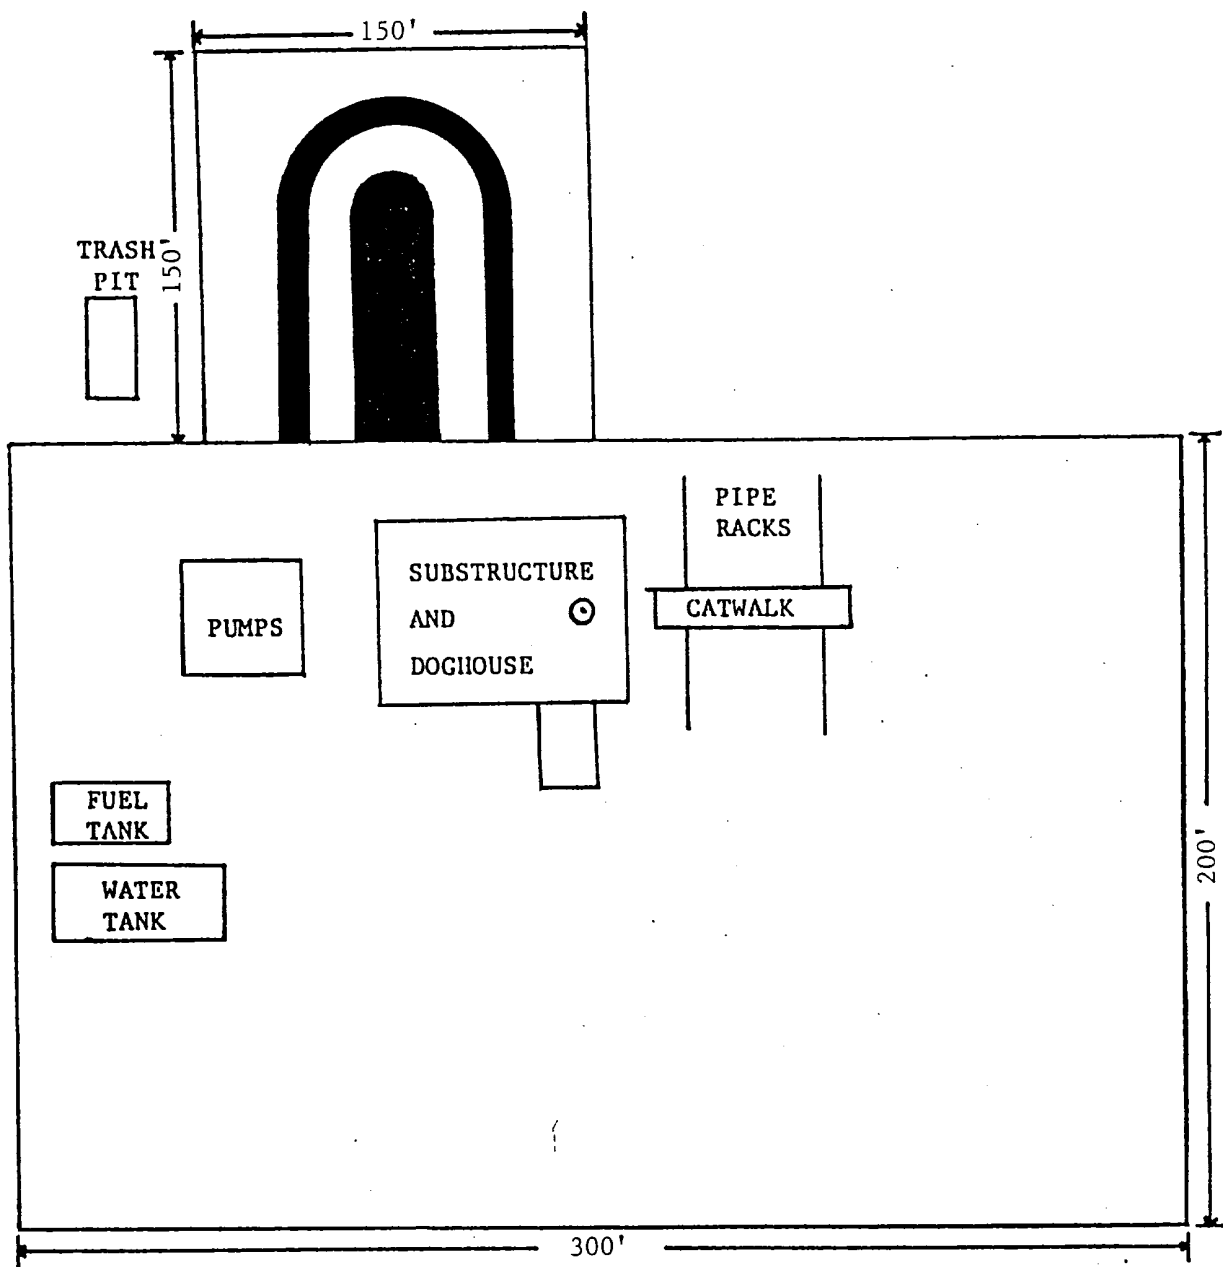 150'
TRASH
PIT
150'
PIPE
RACKS
SUBSTRUCTURE
AND
DOGHOUSE
CATWALK
PUMPS
FUEL
TANK
WATER
TANK
200'
300'